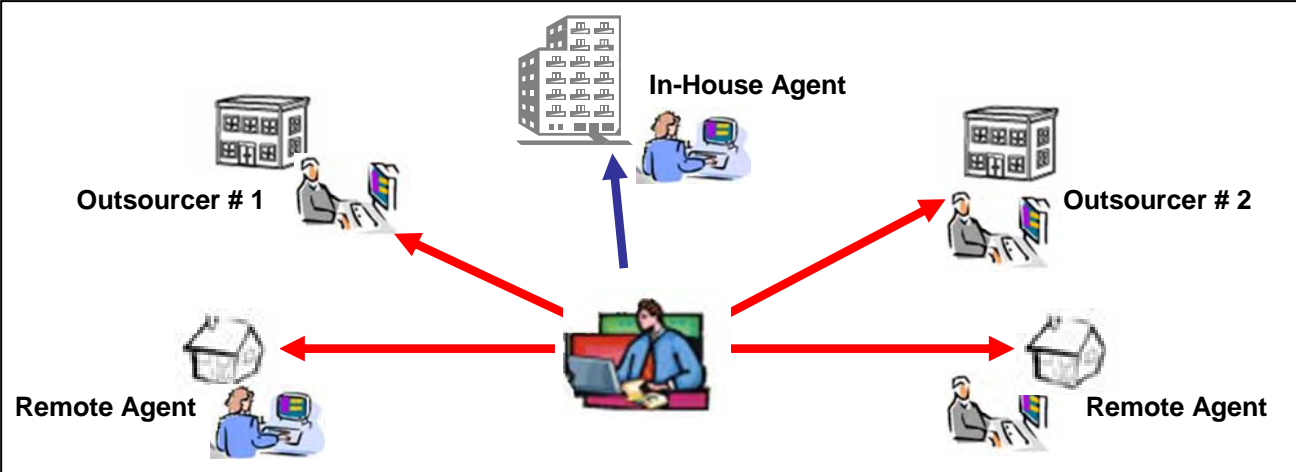 In-House Agent
Outsourcer # 1
Outsourcer # 2
Remote Agent
Remote Agent